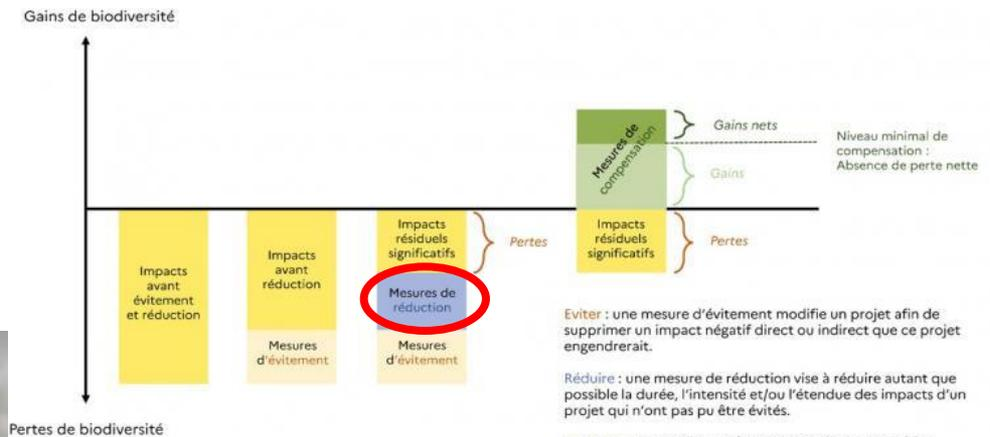 Gains de biodiversité
Mesures de
compensation
Gains nets
Gains
Niveau minimal de
compensation :
Absence de perte nette
Impacts
avant
évitement
et réduction
Impacts
avant
réduction
Mesures
d'évitement
Impacts
résiduels
significatifs
Pertes
Mesures de
réduction
Mesures
d'évitement
Impacts
résiduels
significatifs
Pertes
Pertes de biodiversité
Eviter : une mesure d'évitement modifie un projet afin de
supprimer un impact négatif direct ou indirect que ce projet
engendrerait.
Réduire : une mesure de réduction vise à réduire autant que
possible la durée, l'intensité et/ou l'étendue des impacts d'un
projet qui n'ont pas pu être évités.